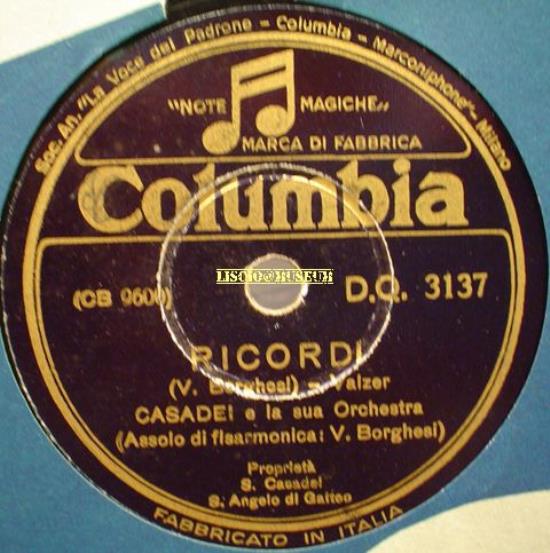 Soc. An. "La Voce del Padrone - Columbia - Marconiphone" - Milano
"NOTE MAGICHE"
MARCA DI FABBRICA
Columbia
LISCIO@MUSEUM
(CB 9600) D.Q. 3137
RICORDI
(V. Borghesi) - Valzer
CASADEI e la sua Orchestra
(Assolo di fisarmonica: V. Borghesi)
Proprietà
S. Casadei
S. Angelo di Gatteo
FABBRICATO IN ITALIA